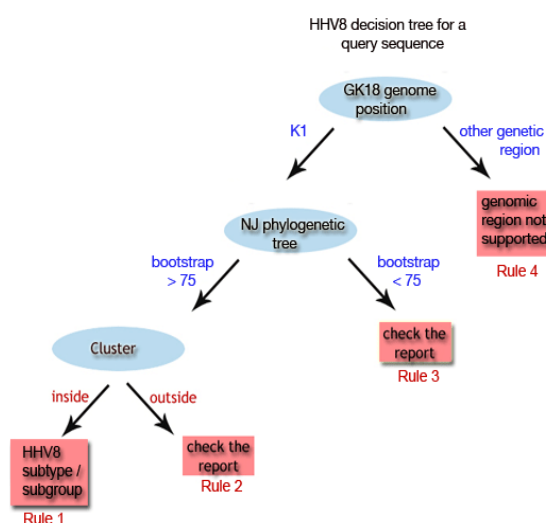 HHV8 decision tree for a
query sequence
GK18 genome
position
K1
other genetic
region
genomic
region not
supported
Rule 4
NJ phylogenetic
tree
bootstrap
> 75
bootstrap
< 75
check the
report
Rule 3
Cluster
inside
outside
HHV8
subtype /
subgroup
Rule 1
check the
report
Rule 2